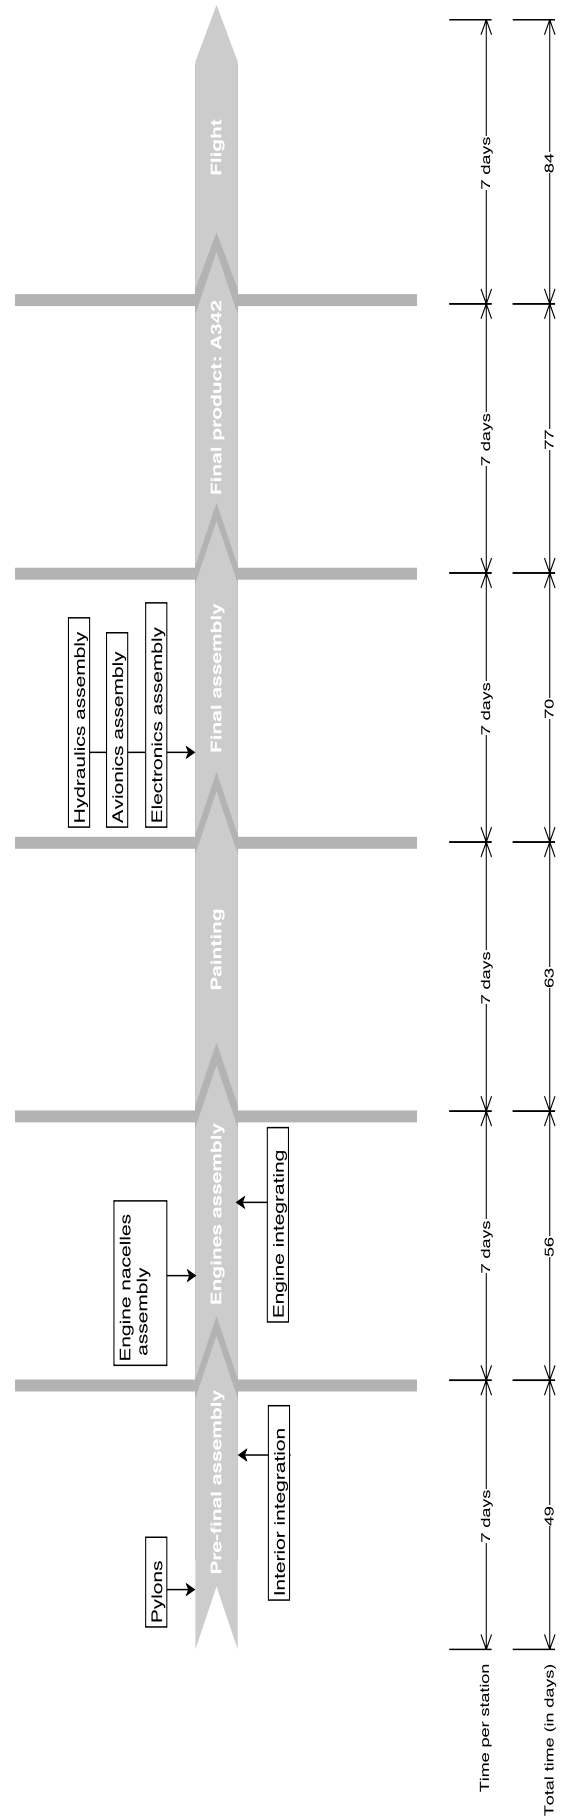 Pylons
Engine nacelles
assembly
Hydraulics assembly
Avionics assembly
Electronics assembly
Pre-final assembly
Engines assembly
Painting
Final assembly
Final product: A342
Flight
Interior integration
Engine integrating
Time per station
7 days
7 days
7 days
7 days
7 days
7 days
Total time (in days)
49
56
63
70
77
84